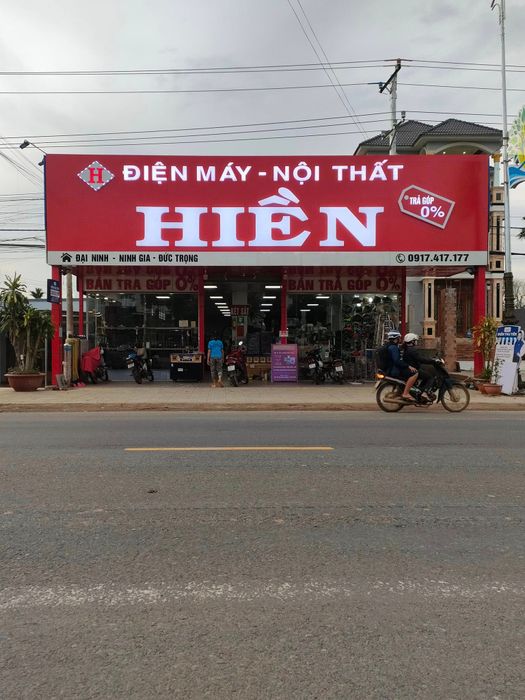 H
ĐIỆN MÁY - NỘI THẤT
HIỀN
TRẢ GÓP
0%
ĐẠI NINH - NINH GIA - ĐỨC TRỌNG
0917.417.177
BÁN TRẢ GÓP 0%
BÁN TRẢ GÓP 0%